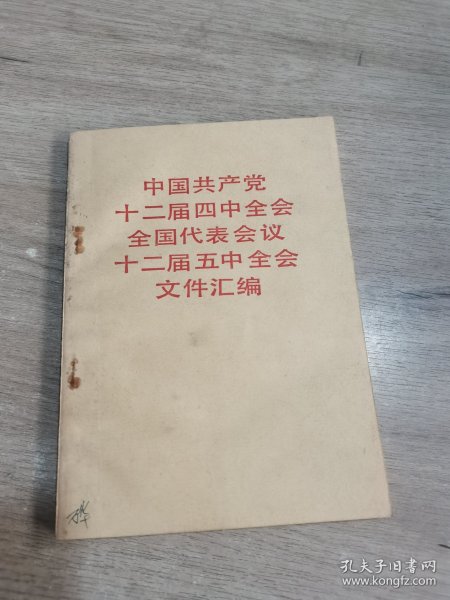 中国共产党
十二届四中全会
全国代表会议
十二届五中全会
文件汇编
孔夫子旧书网
www.kongfz.com